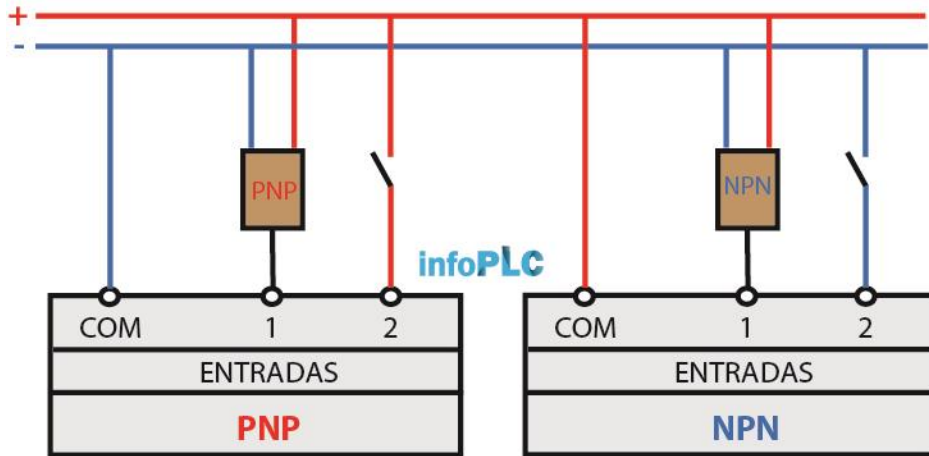 +
-
PNP
NPN
infoPLC
COM 1 2
COM 1 2
ENTRADAS
ENTRADAS
PNP
NPN